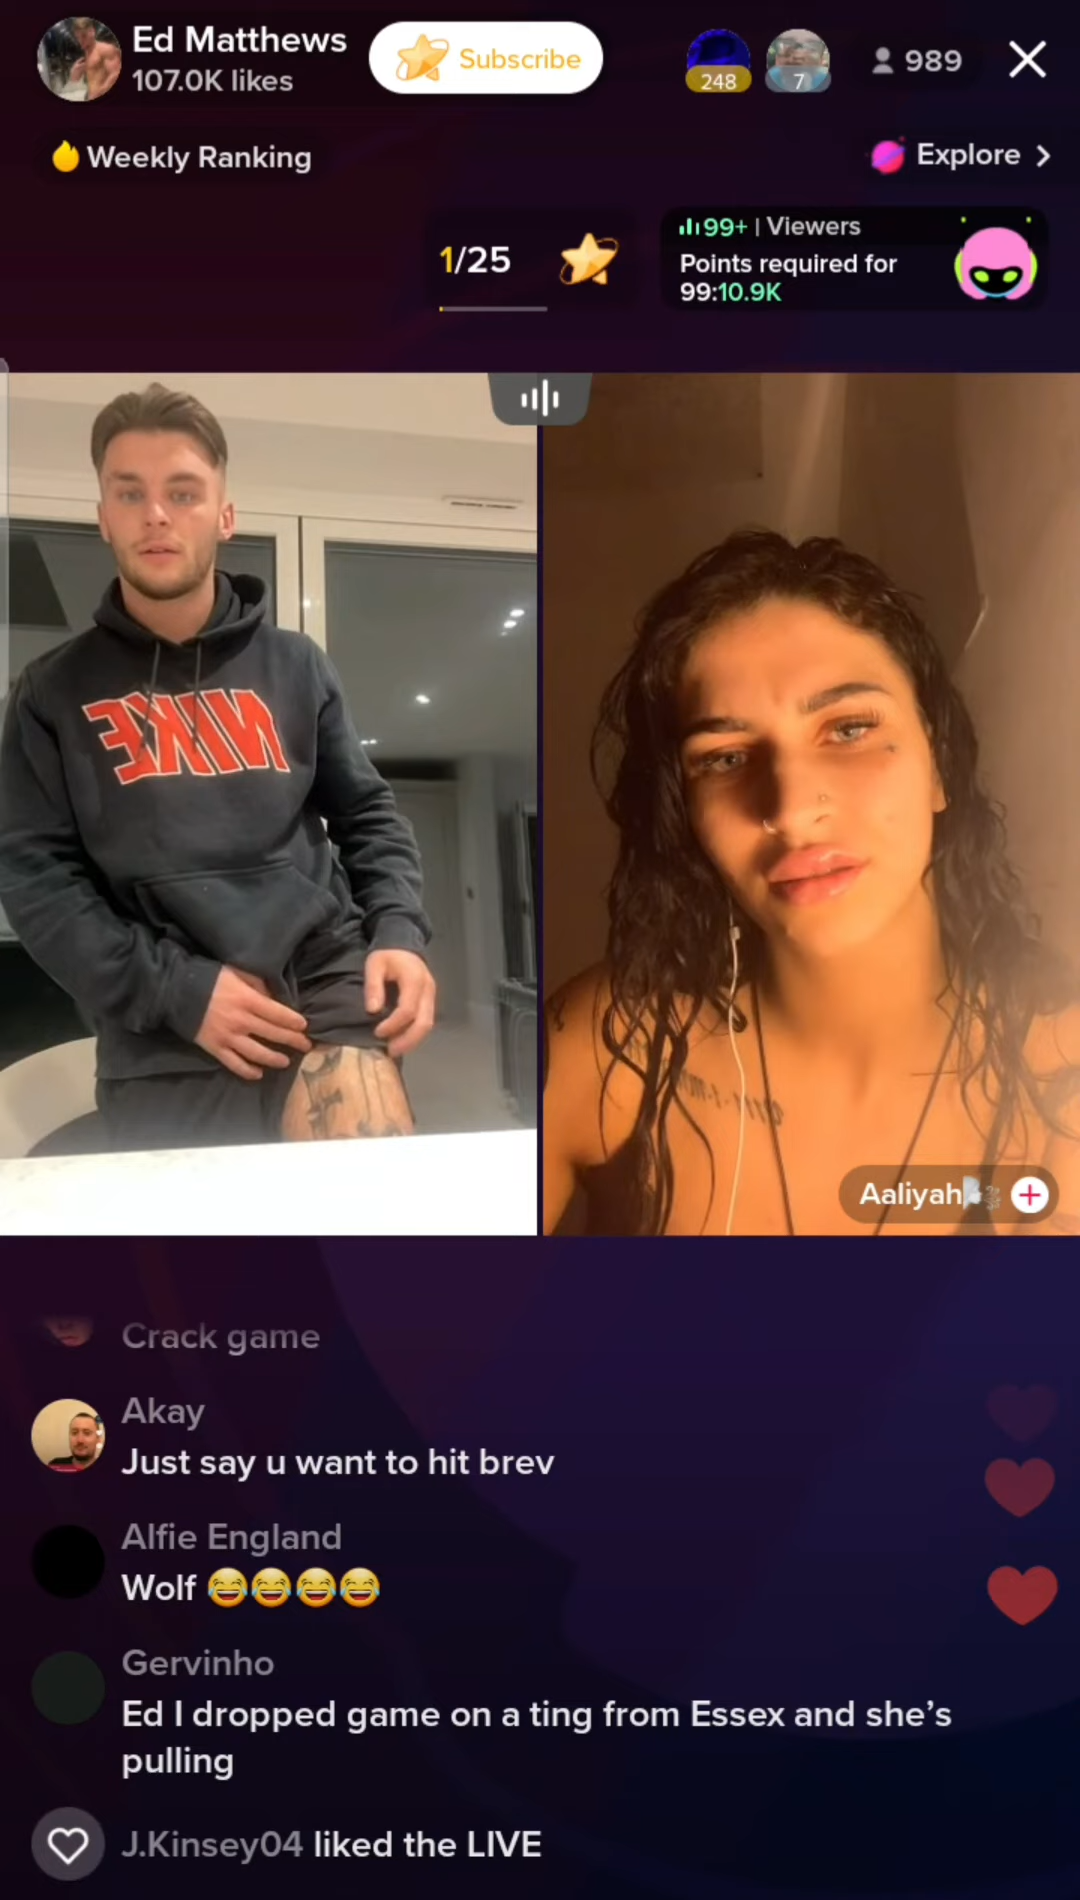 Ed Matthews
107.0K likes
Subscribe
248
7
989
Weekly Ranking
Explore
1/25
99+ | Viewers
Points required for
99:10.9K
NIKE
Aaliyah
Crack game
Akay
Just say u want to hit brev
Alfie England
Wolf 😂😂😂😂
Gervinho
Ed I dropped game on a ting from Essex and she’s
pulling
J.Kinsey04 liked the LIVE